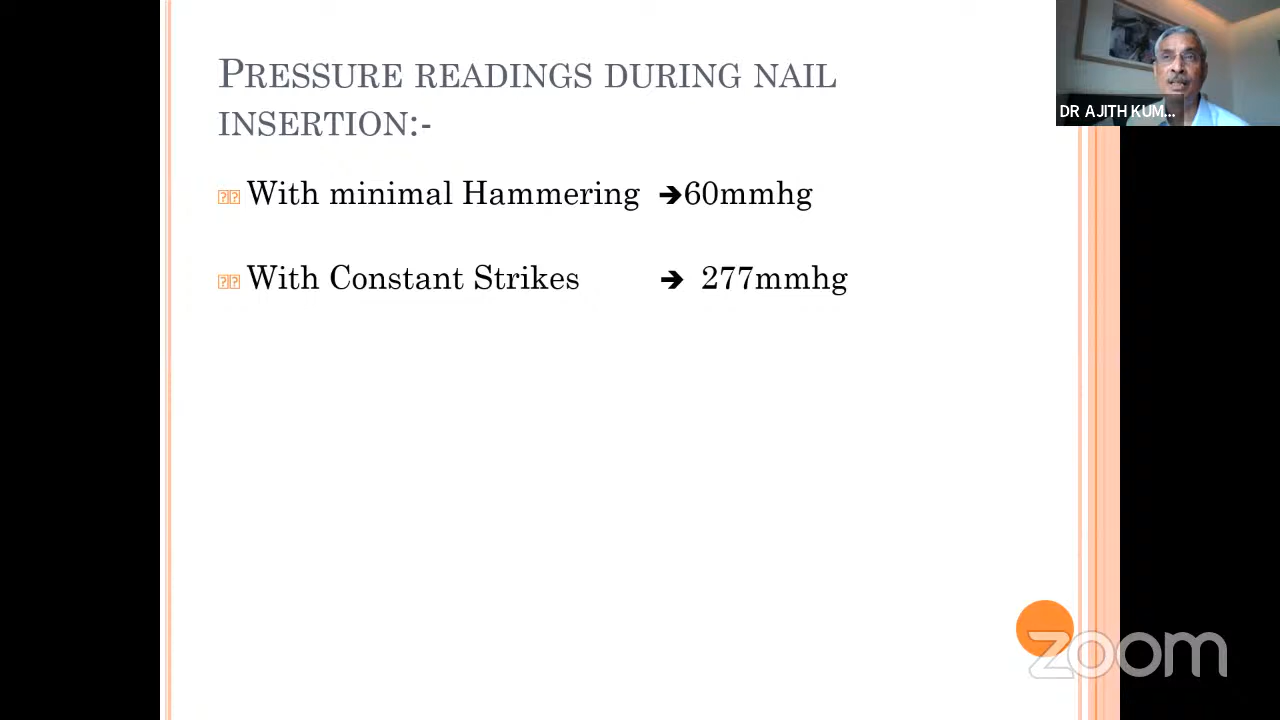 PRESSURE READINGS DURING NAIL
INSERTION:-
With minimal Hammering ➔60mmhg
With Constant Strikes ➔ 277mmhg
DR AJITH KUM...
zoom